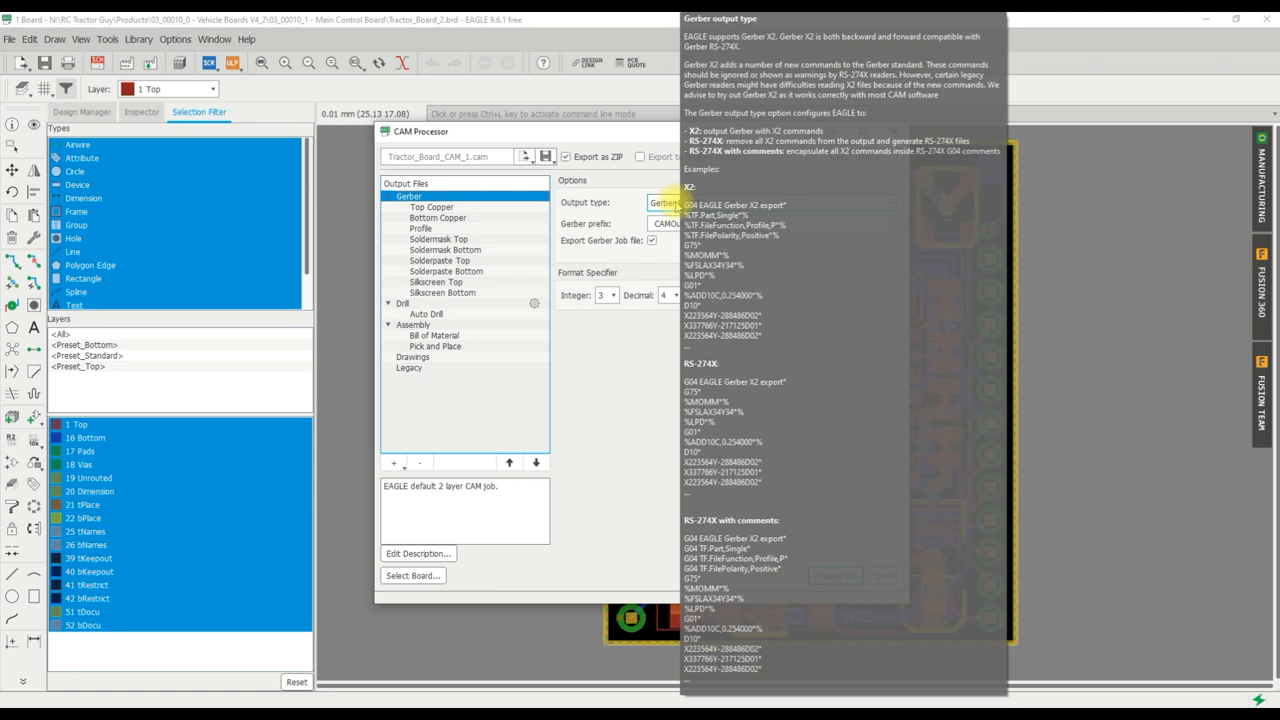 1 Board - N:\RC Tractor Guy\Products\03_00010_0 - Vehicle Boards V4_2\03_00010_1 - Main Control Board\Tractor_Board_2.brd - EAGLE 9.6.1 free
File Edit Draw View Tools Library Options Window Help
SCH SCR ULP DESIGN LINK PCB QUOTE
Layer: 1 Top
Design Manager Inspector Selection Filter
0.01 mm (25.13 17.08) Click or press Ctrl+L key to activate command line mode
Types
Airwire
Attribute
Circle
Device
Dimension
Frame
Group
Hole
Line
Polygon Edge
Rectangle
Spline
Text
Layers
<All>
<Preset_Bottom>
<Preset_Standard>
<Preset_Top>
1 Top
16 Bottom
17 Pads
18 Vias
19 Unrouted
20 Dimension
21 tPlace
22 bPlace
25 tNames
26 bNames
39 tKeepout
40 bKeepout
41 tRestrict
42 bRestrict
51 tDocu
52 bDocu
Reset
R2
10k
CAM Processor
Tractor_Board_CAM_1.cam
Export as ZIP
Export to
Output Files
Gerber
Top Copper
Bottom Copper
Profile
Soldermask Top
Soldermask Bottom
Solderpaste Top
Solderpaste Bottom
Silkscreen Top
Silkscreen Bottom
Drill
Auto Drill
Assembly
Bill of Material
Pick and Place
Drawings
Legacy
+ -
EAGLE default 2 layer CAM job.
Edit Description...
Select Board...
Options
Output type: Gerber
Gerber prefix: CAMOu
Export Gerber Job file:
Format Specifier
Integer: 3 Decimal: 4
Gerber output type
EAGLE supports Gerber X2. Gerber X2 is both backward and forward compatible with
Gerber RS-274X.
Gerber X2 adds a number of new commands to the Gerber standard. These commands
should be ignored or shown as warnings by RS-274X readers. However, certain legacy
Gerber readers might have difficulties reading X2 files because of the new commands. We
advise to try out Gerber X2 as it works correctly with most CAM software
The Gerber output type option configures EAGLE to:
- X2: output Gerber with X2 commands
- RS-274X: remove all X2 commands from the output and generate RS-274X files
- RS-274X with comments: encapsulate all X2 commands inside RS-274X G04 comments
Examples:
X2:
G04 EAGLE Gerber X2 export*
%TF.Part,Single*%
%TF.FileFunction,Profile,P*%
%TF.FilePolarity,Positive*%
G75*
%MOMM*%
%FSLAX34Y34*%
%LPD*%
G01*
%ADD10C,0.254000*%
D10*
X223564Y-288486D02*
X337766Y-217125D01*
X223564Y-288486D02*
...
RS-274X:
G04 EAGLE Gerber X2 export*
G75*
%MOMM*%
%FSLAX34Y34*%
%LPD*%
G01*
%ADD10C,0.254000*%
D10*
X223564Y-288486D02*
X337766Y-217125D01*
X223564Y-288486D02*
...
RS-274X with comments:
G04 EAGLE Gerber X2 export*
G04 TF.Part,Single*
G04 TF.FileFunction,Profile,P*
G04 TF.FilePolarity,Positive*
G75*
%MOMM*%
%FSLAX34Y34*%
%LPD*%
G01*
%ADD10C,0.254000*%
D10*
X223564Y-288486D02*
X337766Y-217125D01*
X223564Y-288486D02*
...
Process Job Cancel
MANUFACTURING
FUSION 360
FUSION TEAM